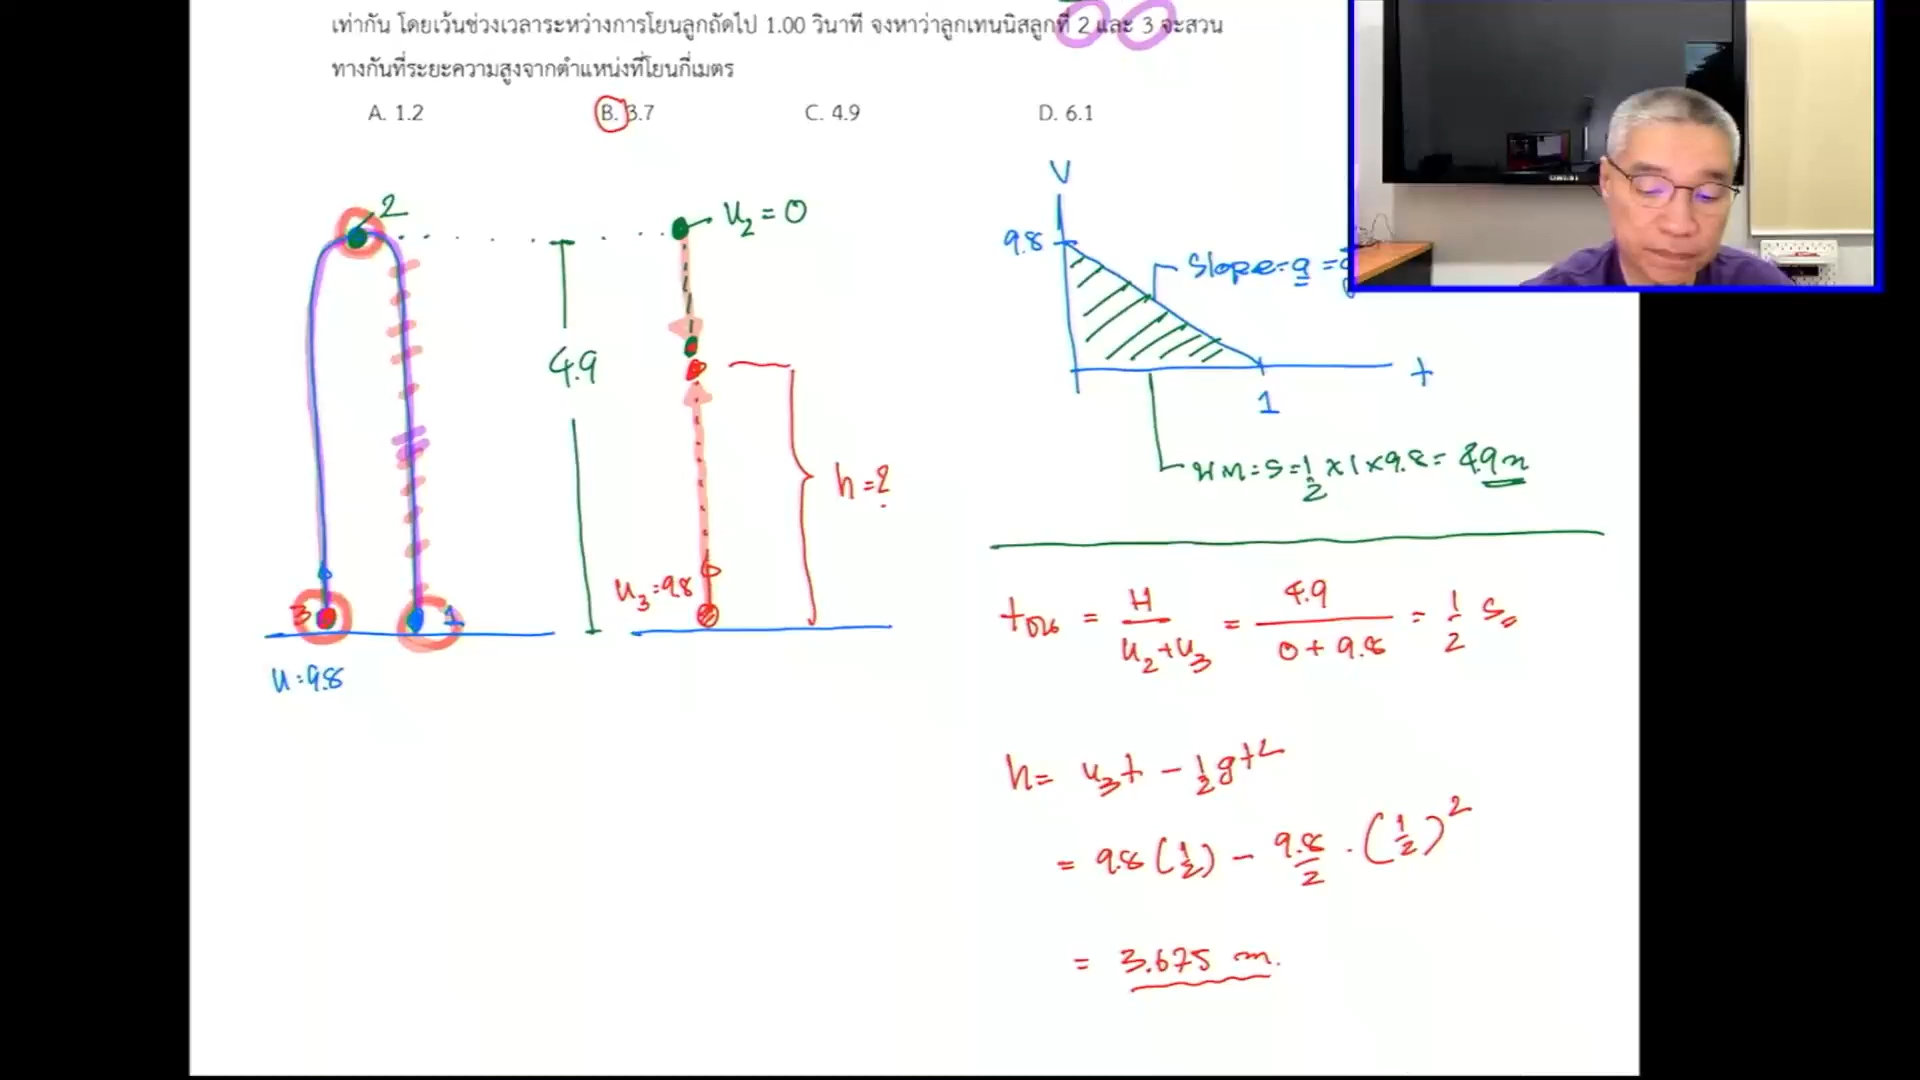 เท่ากัน โดยเว้นช่วงเวลาระหว่างการโยนลูกถัดไป 1.00 วินาที จงหาว่าลูกเทนนิสลูกที่ 2 และ 3 จะสวน
ทางกันที่ระยะความสูงจากตำแหน่งที่โยนกี่เมตร
A. 1.2 B. 3.7 C. 4.9 D. 6.1
2
4.9
3
1
u=9.8
u₂ = 0
h = ?
u₃=9.8
V
9.8
Slope = g =
t
1
พท = S = 1/2 × 1 × 9.8 = 4.9 m
= H/(u₂+u₃) = 4.9/(0+9.8) = 1/2 s
h = u₃t - 1/2 gt²
= 9.8 (1/2) - 9.8/2 · (1/2)²
= 3.675 m.